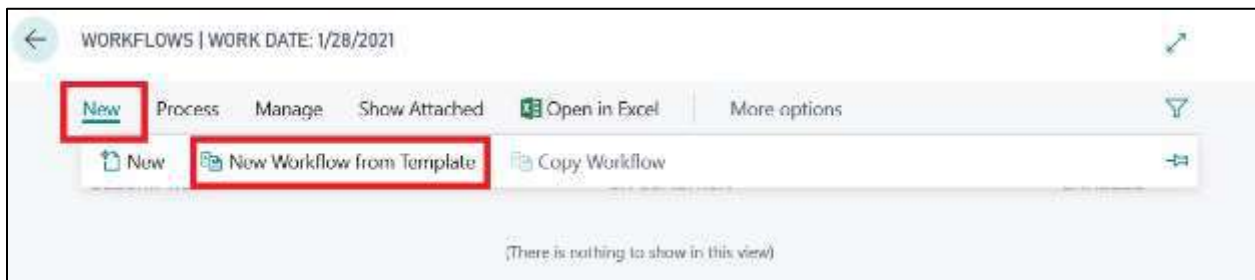 WORKFLOWS | WORK DATE: 1/28/2021
New Process Manage Show Attached Open in Excel More options
New New Workflow from Template Copy Workflow
(There is nothing to show in this view)